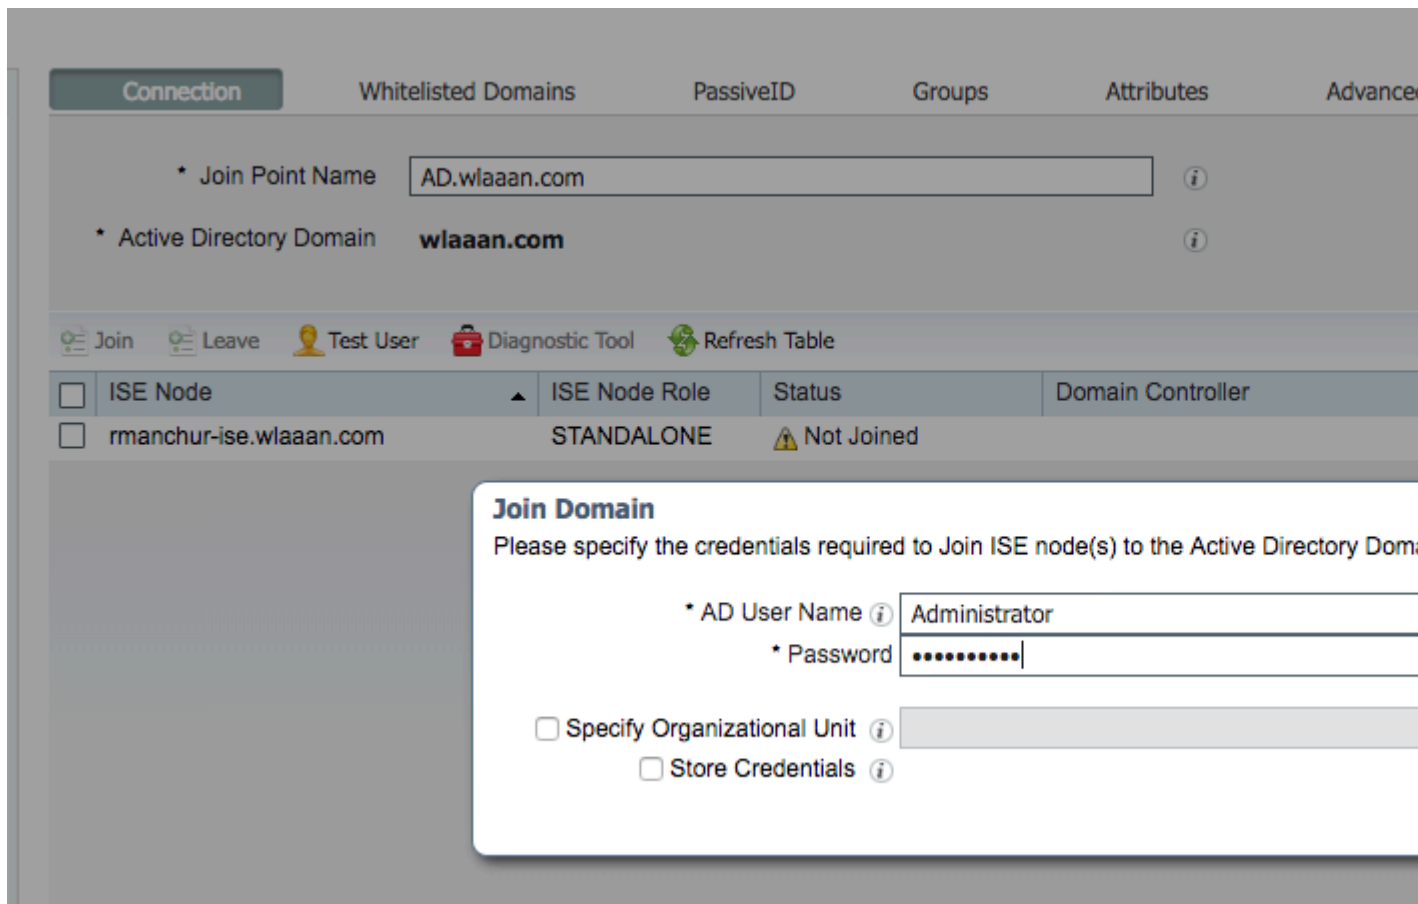 Connection Whitelisted Domains PassiveID Groups Attributes Advance
* Join Point Name AD.wlaaan.com
* Active Directory Domain wlaaan.com
Join Leave Test User Diagnostic Tool Refresh Table
ISE Node ISE Node Role Status Domain Controller
rmanchur-ise.wlaaan.com STANDALONE Not Joined
Join Domain
Please specify the credentials required to Join ISE node(s) to the Active Directory Doma
* AD User Name Administrator
* Password ••••••••••
Specify Organizational Unit
Store Credentials